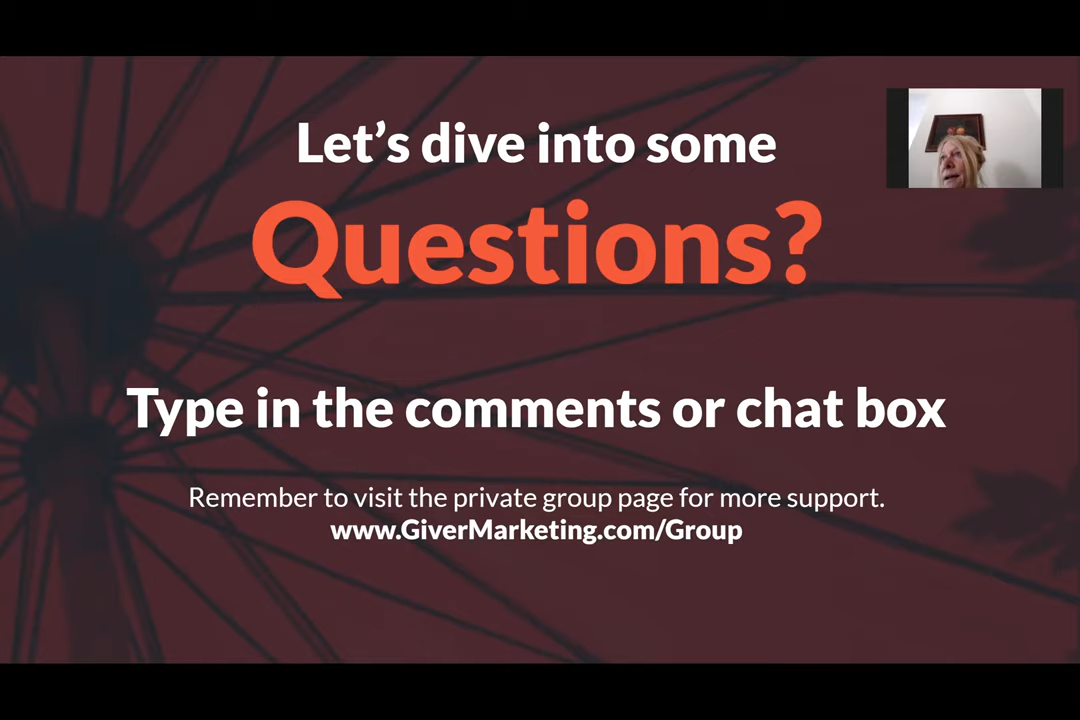 Let’s dive into some
Questions?
Type in the comments or chat box
Remember to visit the private group page for more support.
www.GiverMarketing.com/Group